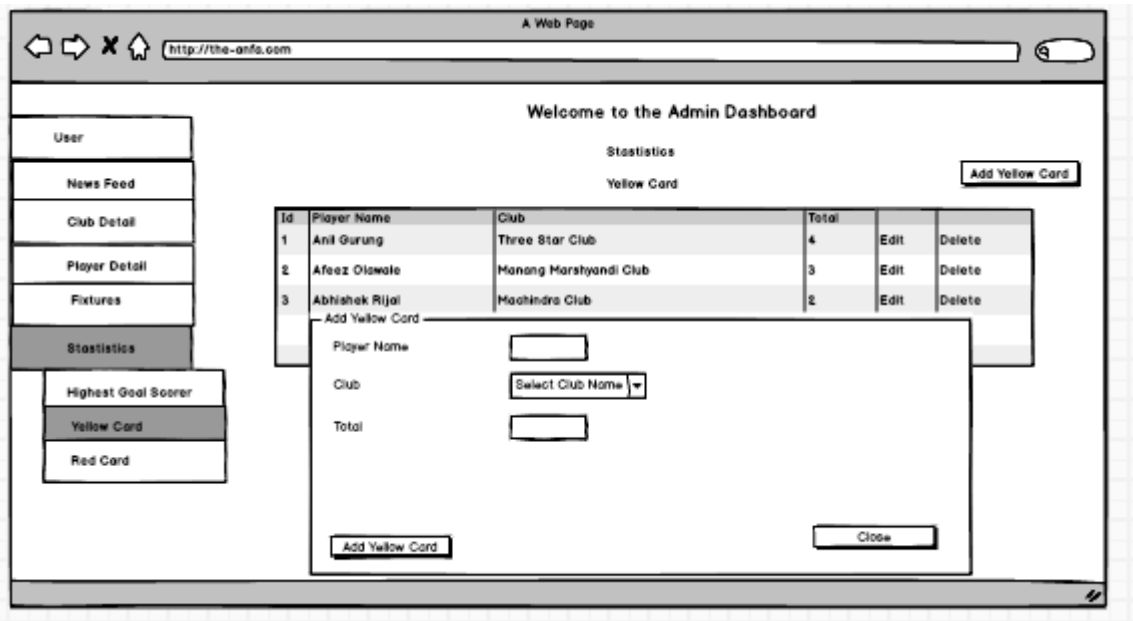 A Web Page
http://the-anfa.com
Welcome to the Admin Dashboard
User
Stastistics
Add Yellow Card
News Feed
Yellow Card
Club Detail
Id Player Name Club Total
1 Anil Gurung Three Star Club 4 Edit Delete
Player Detail
2 Afeez Olawale Manang Marshyandi Club 3 Edit Delete
Fixtures
3 Abhishek Rijal Machindra Club 2 Edit Delete
Stastistics
Highest Goal Scorer
Yellow Card
Red Card
Add Yellow Card
Player Name
Club Select Club Name
Total
Add Yellow Card Close